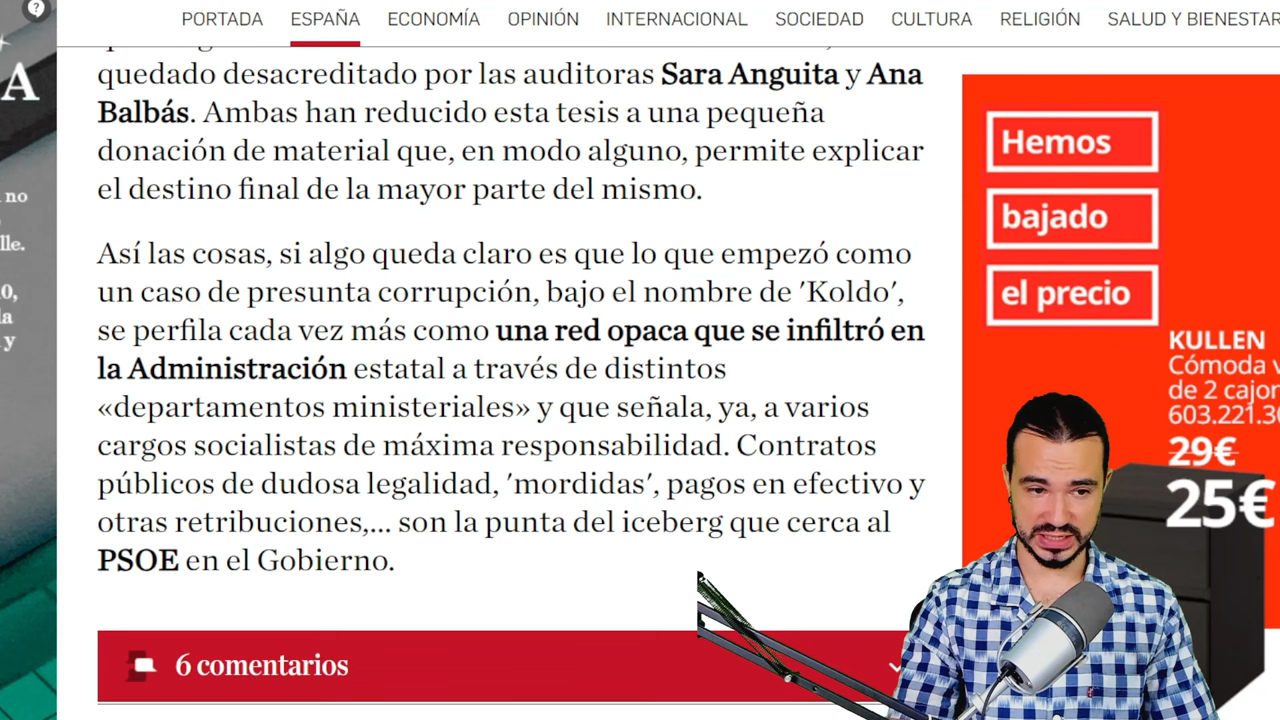 PORTADA ESPAÑA ECONOMÍA OPINIÓN INTERNACIONAL SOCIEDAD CULTURA RELIGIÓN SALUD Y BIENESTAR
quedado desacreditado por las auditoras Sara Anguita y Ana
Balbás. Ambas han reducido esta tesis a una pequeña
donación de material que, en modo alguno, permite explicar
el destino final de la mayor parte del mismo.
Así las cosas, si algo queda claro es que lo que empezó como
un caso de presunta corrupción, bajo el nombre de 'Koldo',
se perfila cada vez más como una red opaca que se infiltró en
la Administración estatal a través de distintos
«departamentos ministeriales» y que señala, ya, a varios
cargos socialistas de máxima responsabilidad. Contratos
públicos de dudosa legalidad, 'mordidas', pagos en efectivo y
otras retribuciones,... son la punta del iceberg que cerca al
PSOE en el Gobierno.
6 comentarios
Hemos
bajado
el precio
KULLEN
Cómoda
de 2
603.221.
29€
25€
?
A
no
lle.
la
y